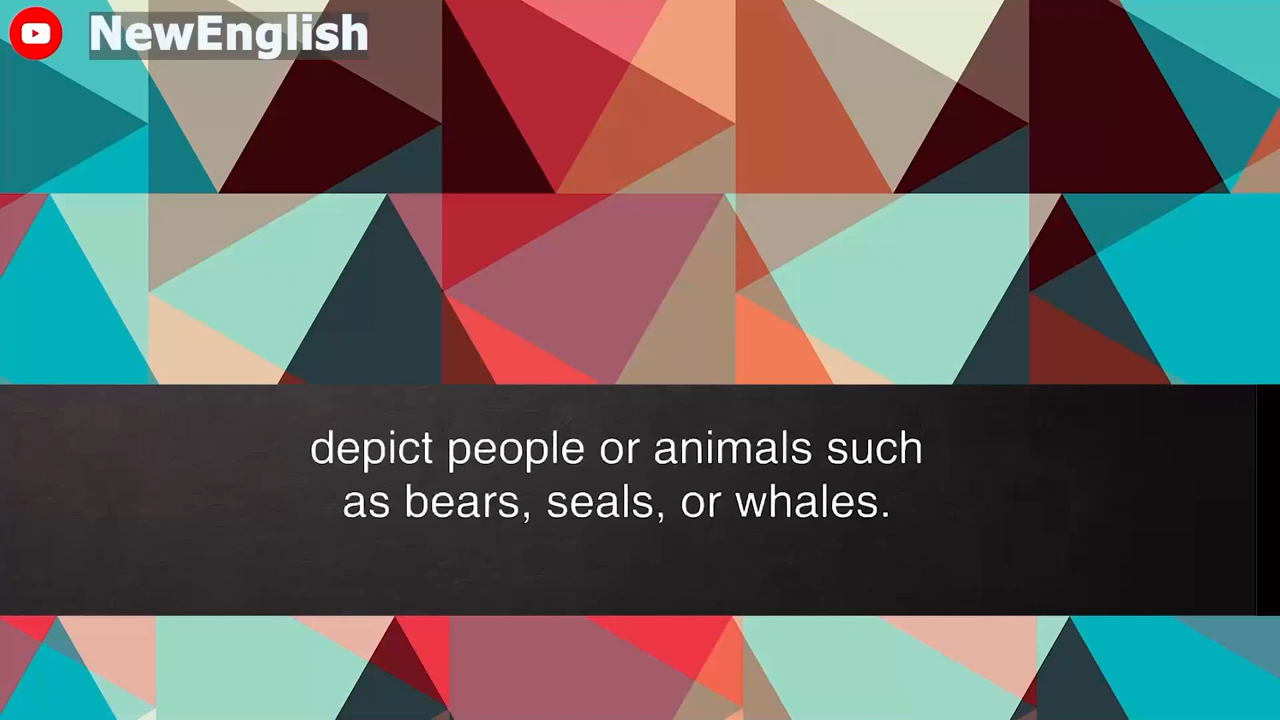 NewEnglish
depict people or animals such
as bears, seals, or whales.